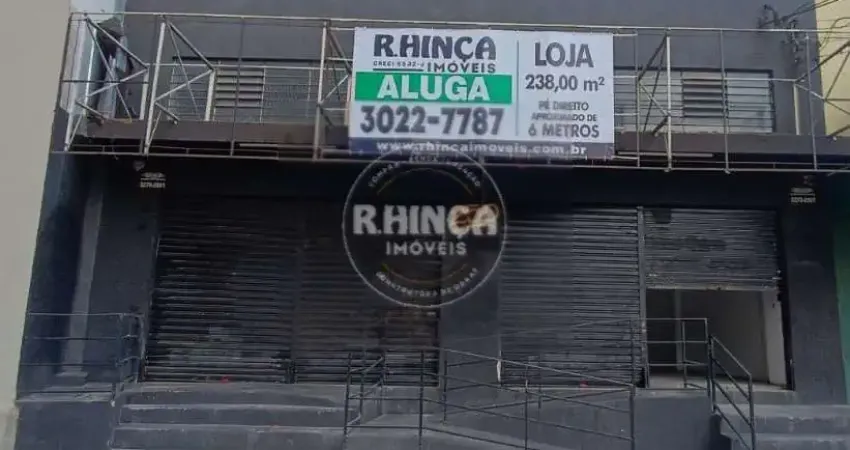 R.HINÇA
IMÓVEIS
ALUGA
3022-7787
www.rhincaimoveis.com.br
LOJA
238,00 m²
PÉ DIREITO
APROXIMADO DE
6 METROS
R.HINÇA
IMÓVEIS